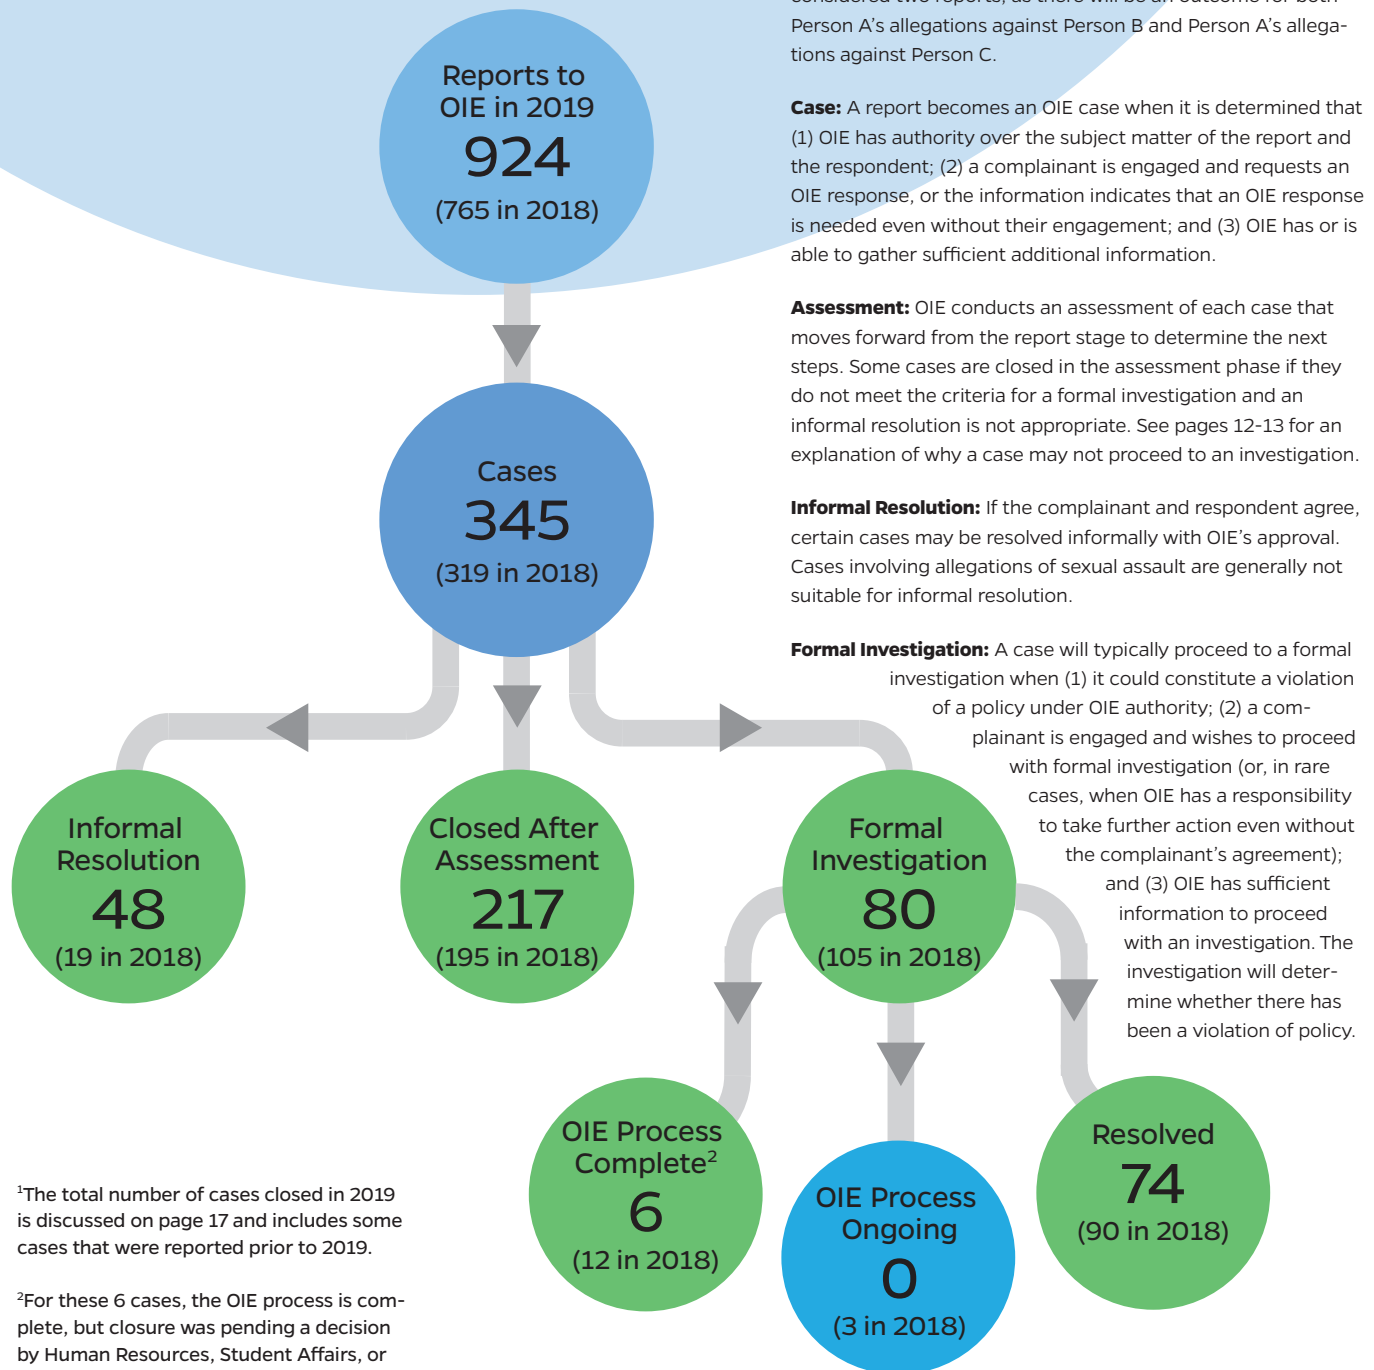 considered two reports, as there will be an outcome for both
Person A’s allegations against Person B and Person A’s allega-
tions against Person C.
Case: A report becomes an OIE case when it is determined that
(1) OIE has authority over the subject matter of the report and
the respondent; (2) a complainant is engaged and requests an
OIE response, or the information indicates that an OIE response
is needed even without their engagement; and (3) OIE has or is
able to gather sufficient additional information.
Assessment: OIE conducts an assessment of each case that
moves forward from the report stage to determine the next
steps. Some cases are closed in the assessment phase if they
do not meet the criteria for a formal investigation and an
informal resolution is not appropriate. See pages 12-13 for an
explanation of why a case may not proceed to an investigation.
Informal Resolution: If the complainant and respondent agree,
certain cases may be resolved informally with OIE’s approval.
Cases involving allegations of sexual assault are generally not
suitable for informal resolution.
Formal Investigation: A case will typically proceed to a formal
investigation when (1) it could constitute a violation
of a policy under OIE authority; (2) a com-
plainant is engaged and wishes to proceed
with formal investigation (or, in rare
cases, when OIE has a responsibility
to take further action even without
the complainant’s agreement);
and (3) OIE has sufficient
information to proceed
with an investigation. The
investigation will deter-
mine whether there has
been a violation of policy.
Reports to
OIE in 2019
924
(765 in 2018)
Cases
345
(319 in 2018)
Informal
Resolution
48
(19 in 2018)
Closed After
Assessment
217
(195 in 2018)
Formal
Investigation
80
(105 in 2018)
OIE Process
Complete²
6
(12 in 2018)
OIE Process
Ongoing
0
(3 in 2018)
Resolved
74
(90 in 2018)
¹The total number of cases closed in 2019
is discussed on page 17 and includes some
cases that were reported prior to 2019.
²For these 6 cases, the OIE process is com-
plete, but closure was pending a decision
by Human Resources, Student Affairs, or